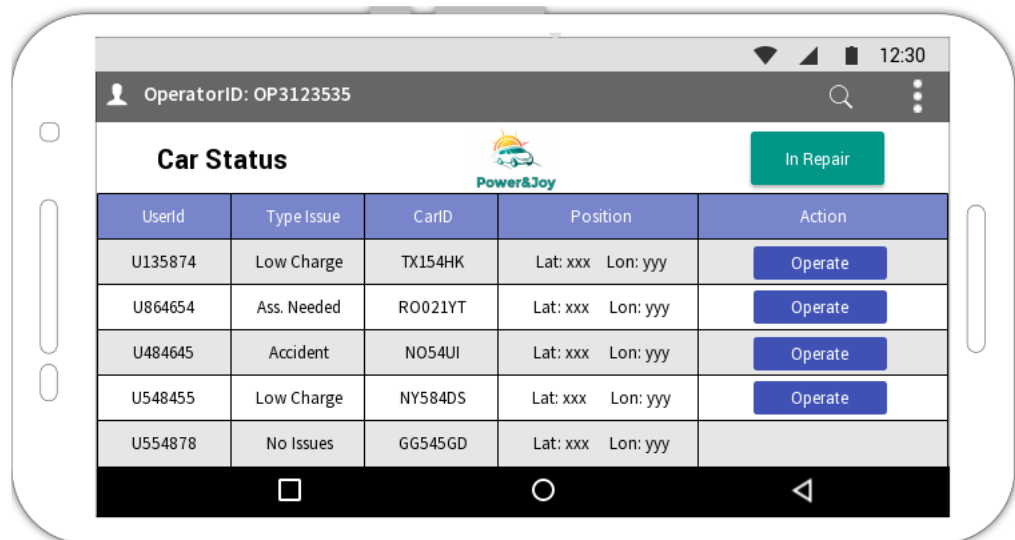 12:30
OperatorID: OP3123535
Car Status
Power&Joy
In Repair
UserId Type Issue CarID Position Action
U135874 Low Charge TX154HK Lat: xxx Lon: yyy Operate
U864654 Ass. Needed RO021YT Lat: xxx Lon: yyy Operate
U484645 Accident NO54UI Lat: xxx Lon: yyy Operate
U548455 Low Charge NY584DS Lat: xxx Lon: yyy Operate
U554878 No Issues GG545GD Lat: xxx Lon: yyy